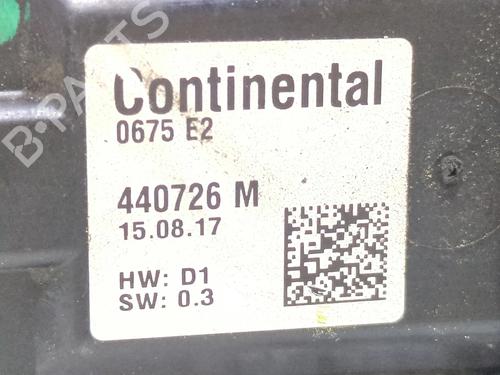 Continental
0675 E2
440726 M
15.08.17
HW: D1
SW: 0.3
B-PARTS